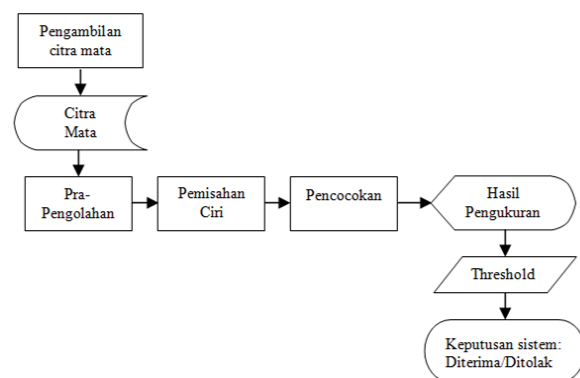 Pengambilan
citra mata
Citra
Mata
Pra-
Pengolahan
Pemisahan
Ciri
Pencocokan
Hasil
Pengukuran
Threshold
Keputusan sistem:
Diterima/Ditolak